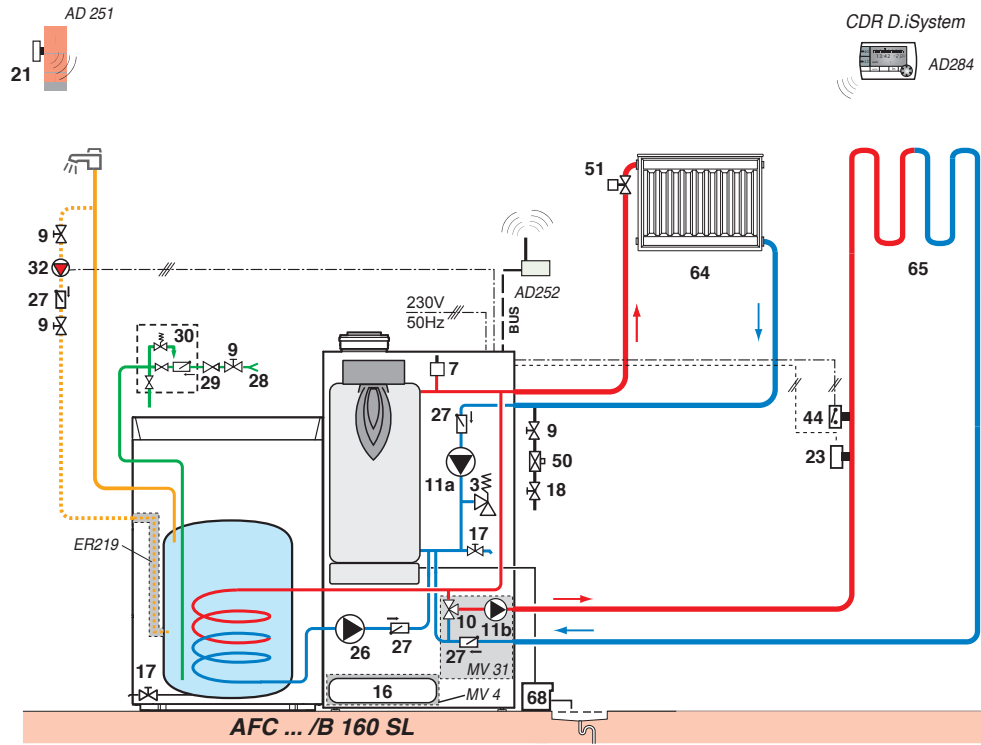 AD 251
21
CDR D.iSystem
AD284
51
9
32
27
9
64
65
AD252
230V
50Hz
BUS
30
9
29
28
7
27
9
44
50
23
11a
3
18
17
ER219
10
11b
26
27
27
MV 31
17
16
MV 4
68
AFC ... /B 160 SL